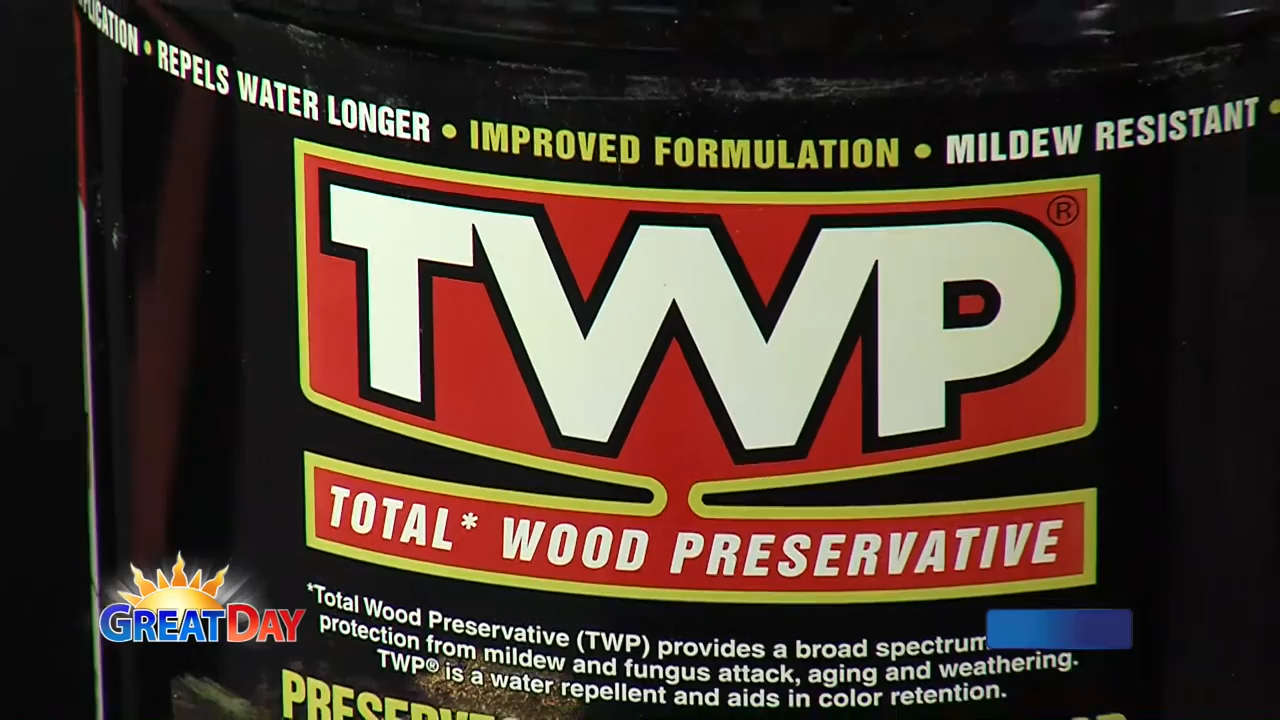 • REPELS WATER LONGER • IMPROVED FORMULATION • MILDEW RESISTANT •
TWP®
TOTAL* WOOD PRESERVATIVE
*Total Wood Preservative (TWP) provides a broad spectrum
protection from mildew and fungus attack, aging and weathering.
TWP® is a water repellent and aids in color retention.
GREAT DAY